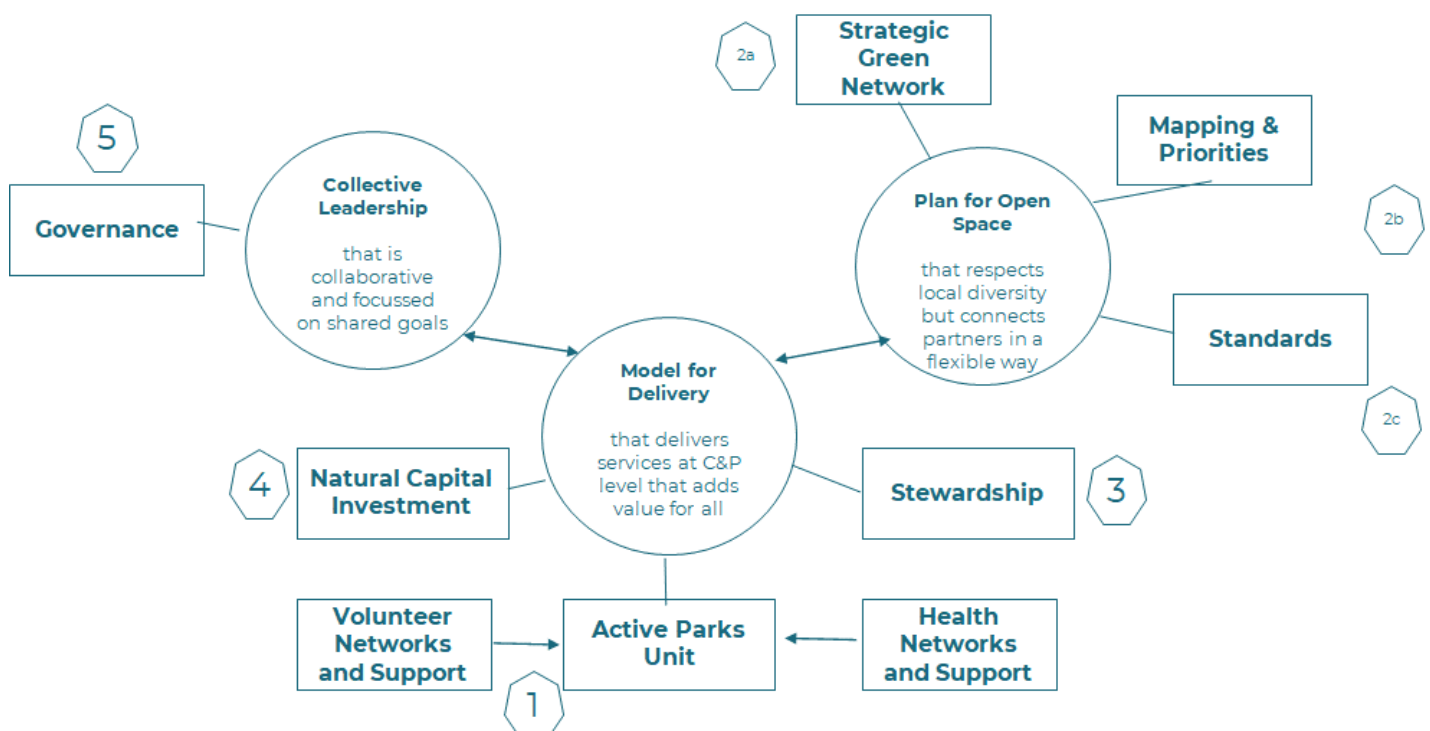 2a
Strategic
Green
Network
Mapping &
Priorities
5
Governance
Collective
Leadership
that is
collaborative
and focussed
on shared goals
Plan for Open
Space
that respects
local diversity
but connects
partners in a
flexible way
2b
Standards
2c
Model for
Delivery
that delivers
services at C&P
level that adds
value for all
4
Natural Capital
Investment
Stewardship
3
Volunteer
Networks
and Support
1
Active Parks
Unit
Health
Networks
and Support